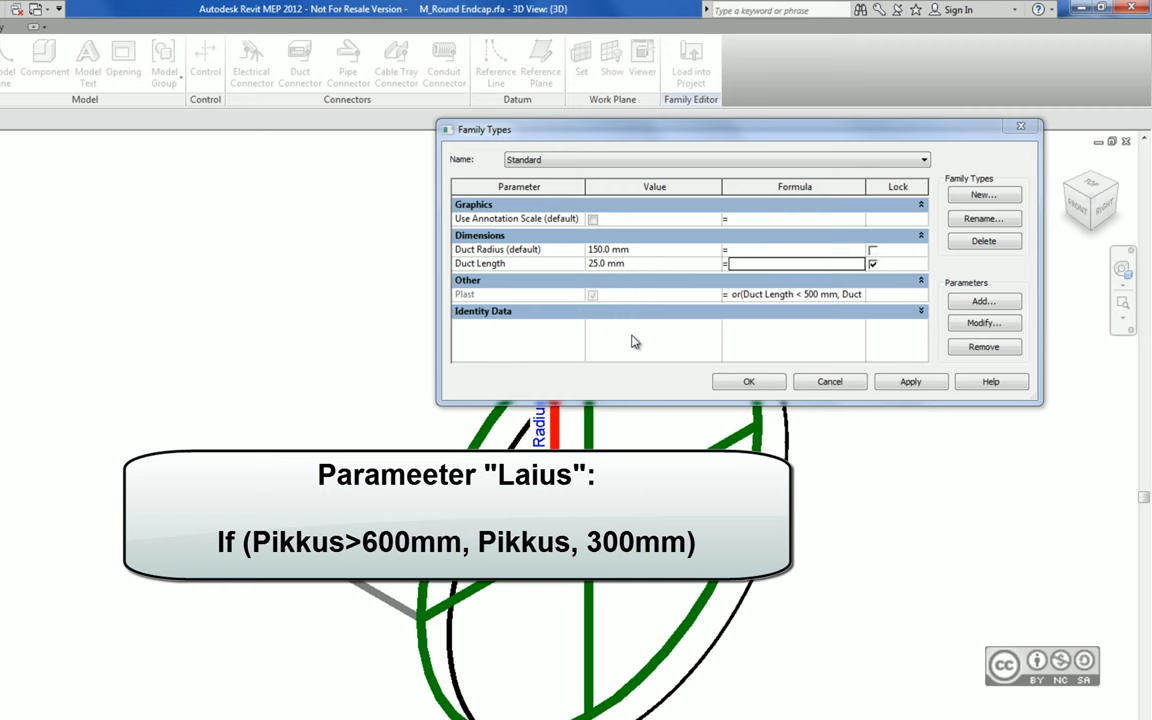 Autodesk Revit MEP 2012 - Not For Resale Version - M_Round Endcap.rfa - 3D View: {3D}
Type a keyword or phrase
Sign In
Component
Model Text
Opening
Model Group
Control
Electrical Connector
Duct Connector
Pipe Connector
Cable Tray Connector
Conduit Connector
Reference Line
Reference Plane
Set
Show
Viewer
Load into Project
Model
Control
Connectors
Datum
Work Plane
Family Editor
Family Types
Name:
Standard
Parameter Value Formula Lock
Graphics
Use Annotation Scale (default) =
Dimensions
Duct Radius (default) 150.0 mm =
Duct Length 25.0 mm =
Other
Plast = or(Duct Length < 500 mm, Duct
Identity Data
Family Types
New...
Rename...
Delete
Parameters
Add...
Modify...
Remove
OK
Cancel
Apply
Help
TOP
FRONT
RIGHT
Parameeter "Laius":
If (Pikkus>600mm, Pikkus, 300mm)
cc
BY NC SA